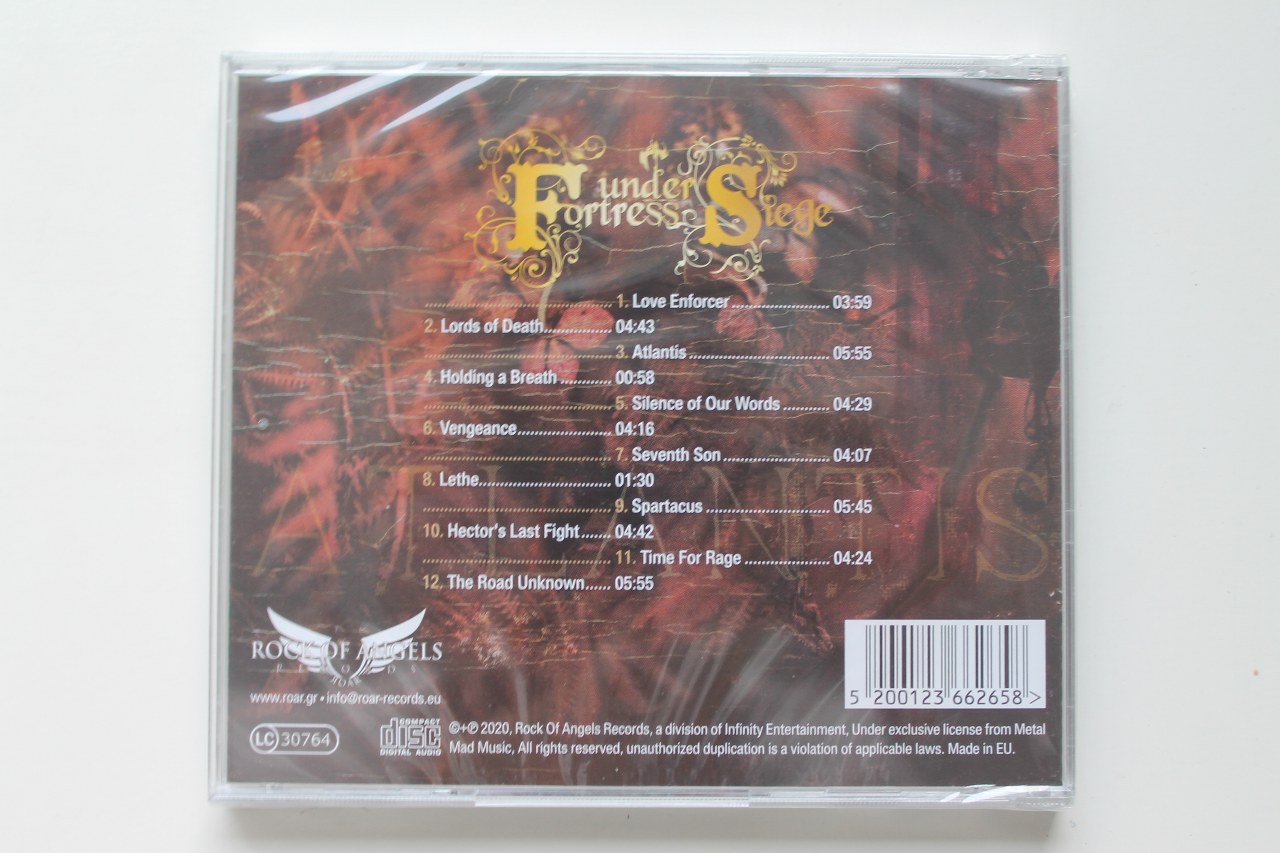 Fortress under Siege
1. Love Enforcer ........................ 03:59
2. Lords of Death................ 04:43
3. Atlantis ................................... 05:55
4. Holding a Breath ............ 00:58
5. Silence of Our Words .......... 04:29
6. Vengeance...................... 04:16
7. Seventh Son .......................... 04:07
8. Lethe............................... 01:30
9. Spartacus .............................. 05:45
10. Hector's Last Fight ....... 04:42
11. Time For Rage ..................... 04:24
12. The Road Unknown...... 05:55
ATLANTIS
ROCK OF ANGELS
RECORDS
ROAR
www.roar.gr • info@roar-records.eu
5 200123 662658 >
LC 30764
COMPACT
disc
DIGITAL AUDIO
©+℗ 2020, Rock Of Angels Records, a division of Infinity Entertainment, Under exclusive license from Metal
Mad Music, All rights reserved, unauthorized duplication is a violation of applicable laws. Made in EU.